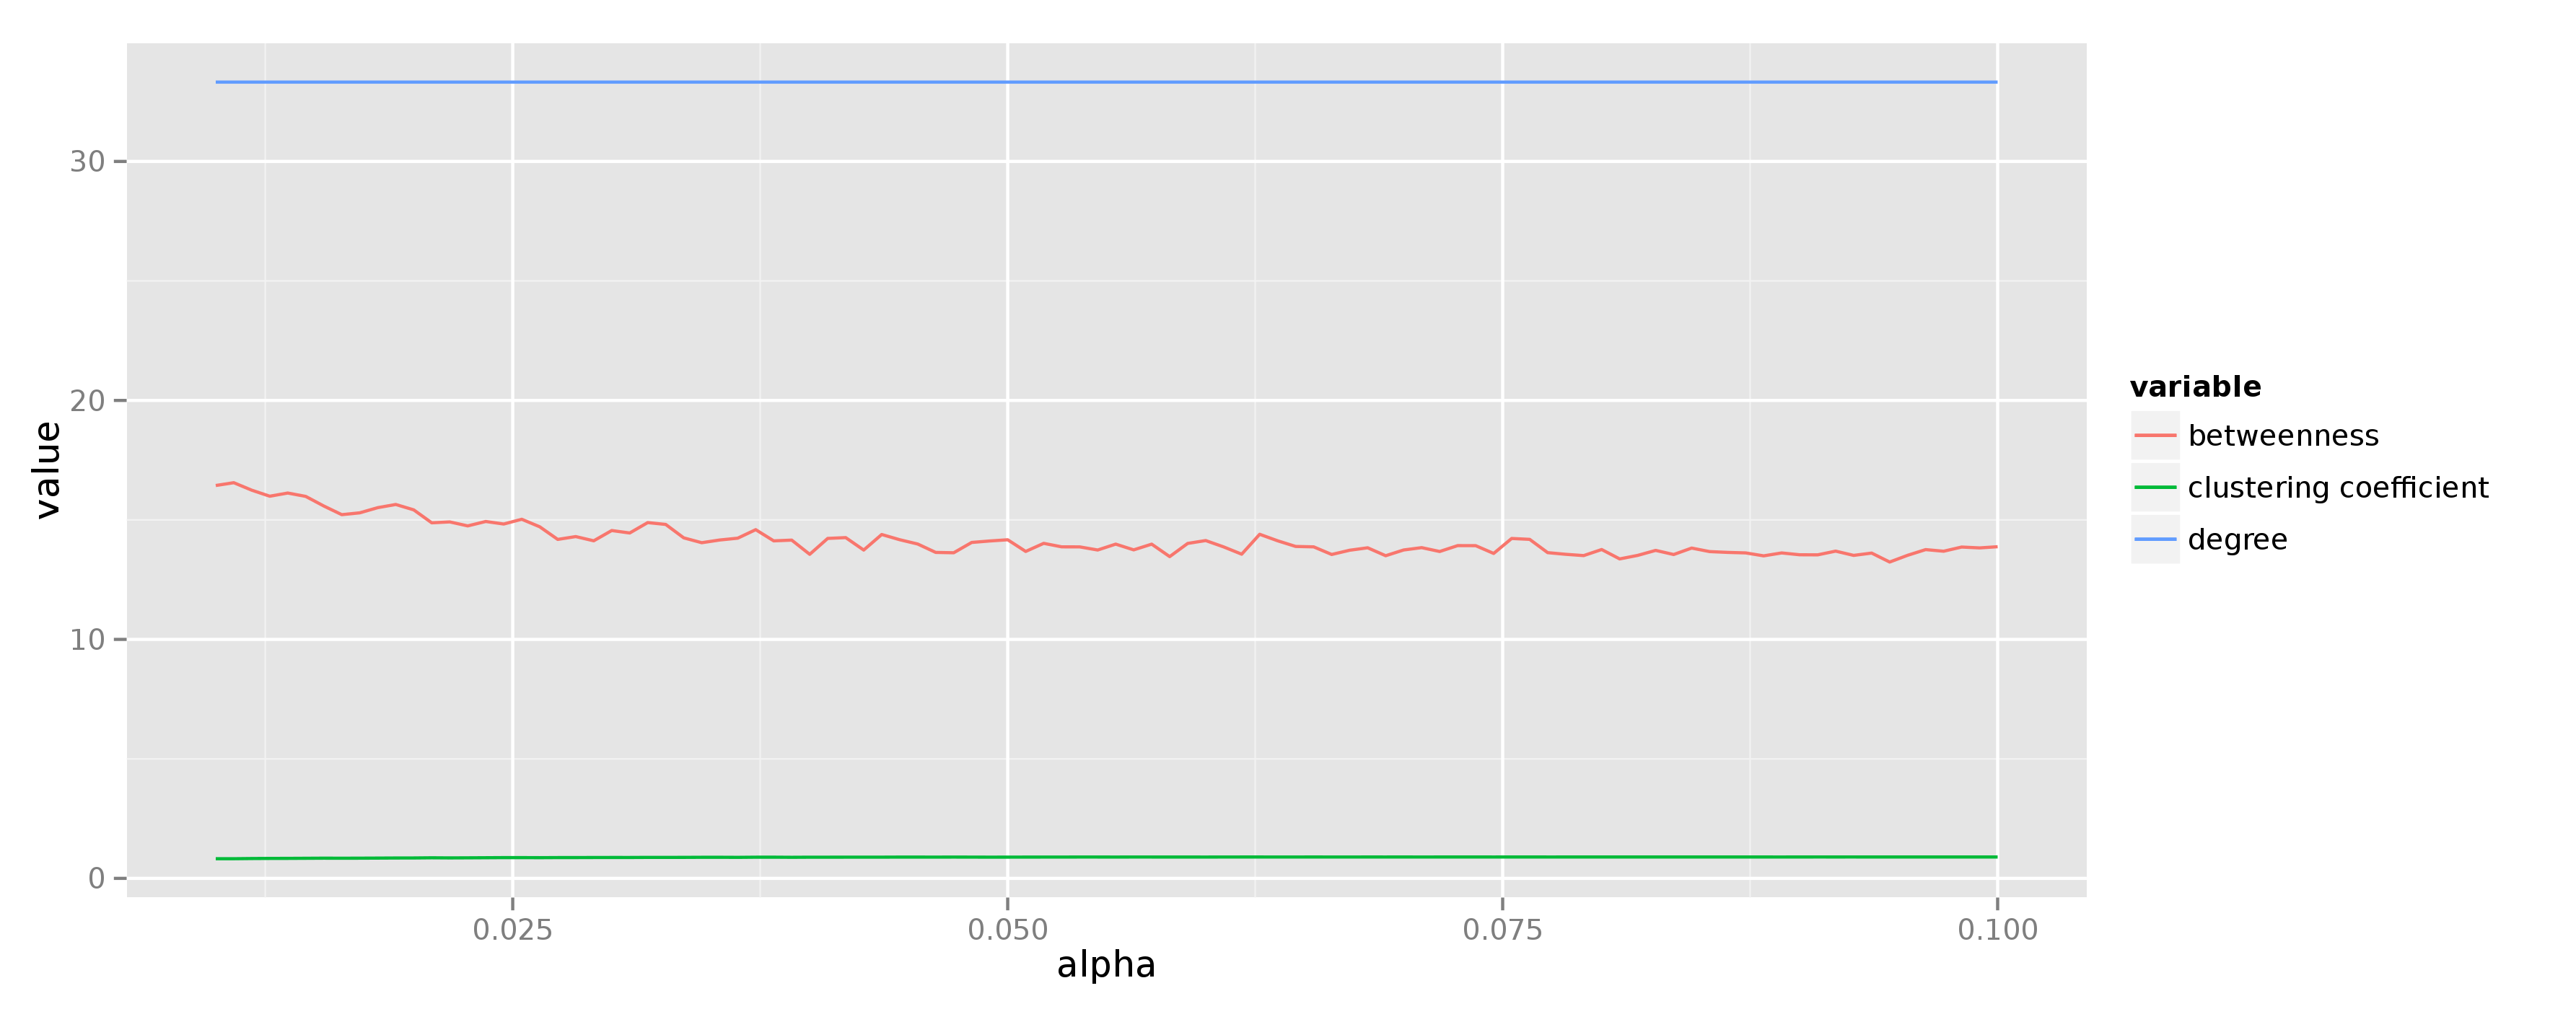 30
20
10
0
value
0.025
0.050
0.075
0.100
alpha
variable
betweenness
clustering coefficient
degree